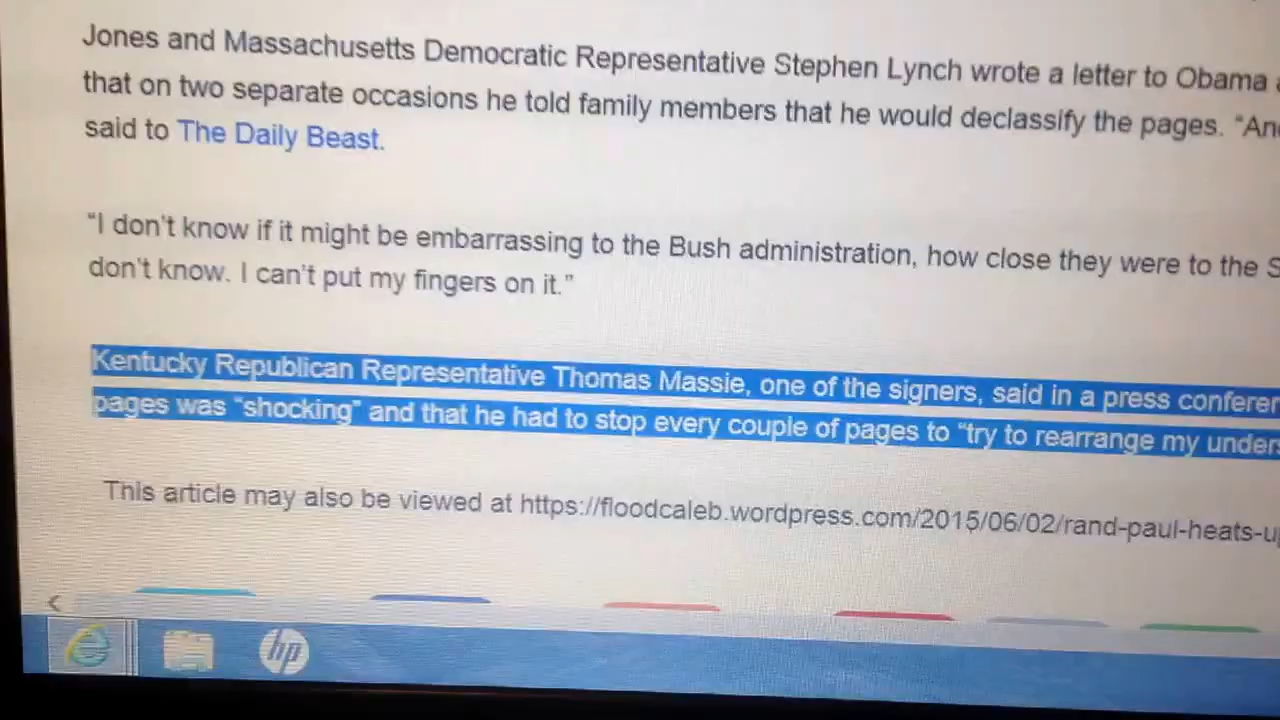 Jones and Massachusetts Democratic Representative Stephen Lynch wrote a letter to Obama
that on two separate occasions he told family members that he would declassify the pages. “An
said to The Daily Beast.
“I don't know if it might be embarrassing to the Bush administration, how close they were to the S
don't know. I can't put my fingers on it.”
Kentucky Republican Representative Thomas Massie, one of the signers, said in a press conferen
pages was “shocking” and that he had to stop every couple of pages to “try to rearrange my unders
This article may also be viewed at https://floodcaleb.wordpress.com/2015/06/02/rand-paul-heats-u
hp